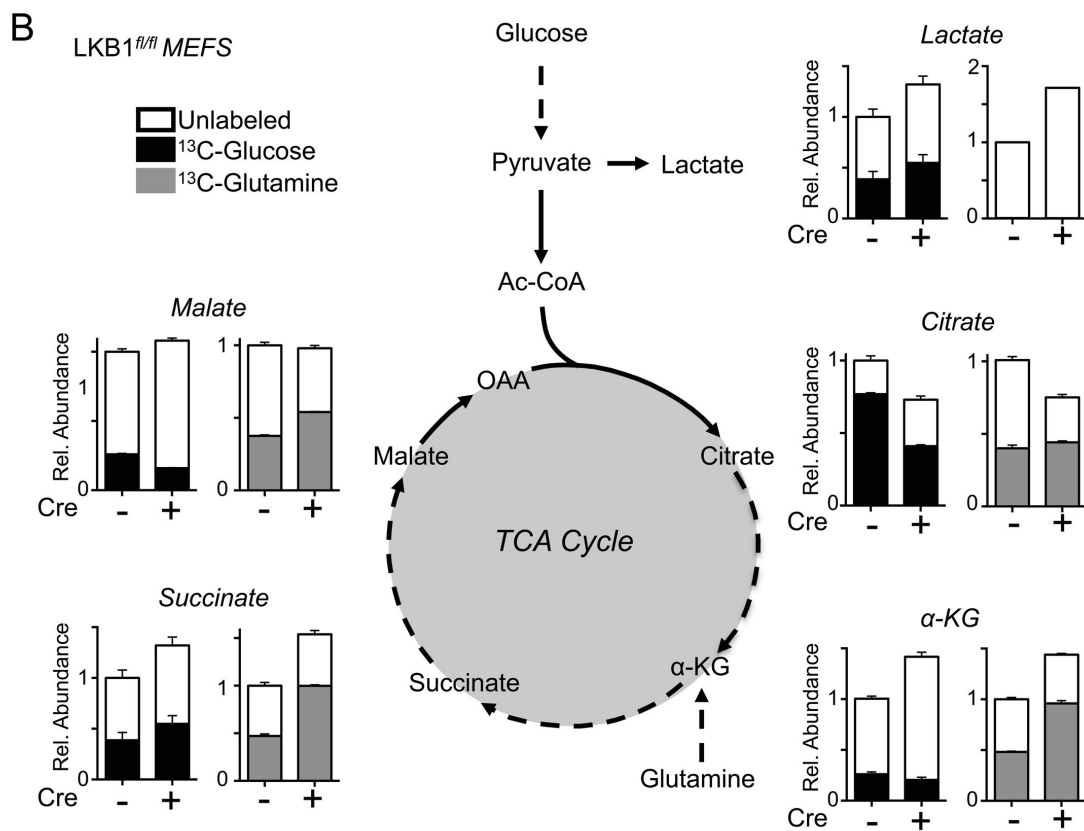 B
LKB1fl/fl MEFS
Unlabeled
13C-Glucose
13C-Glutamine
Glucose
Pyruvate
Lactate
Ac-CoA
OAA
Citrate
α-KG
Glutamine
Succinate
Malate
TCA Cycle
Lactate
Rel. Abundance
1
0
2
1
0
Cre - + - +
Malate
Rel. Abundance
1
0
1
0
Cre - + - +
Citrate
Rel. Abundance
1
0
1
0
Cre - + - +
Succinate
Rel. Abundance
1
0
1
0
Cre - + - +
α-KG
Rel. Abundance
1
0
1
0
Cre - + - +